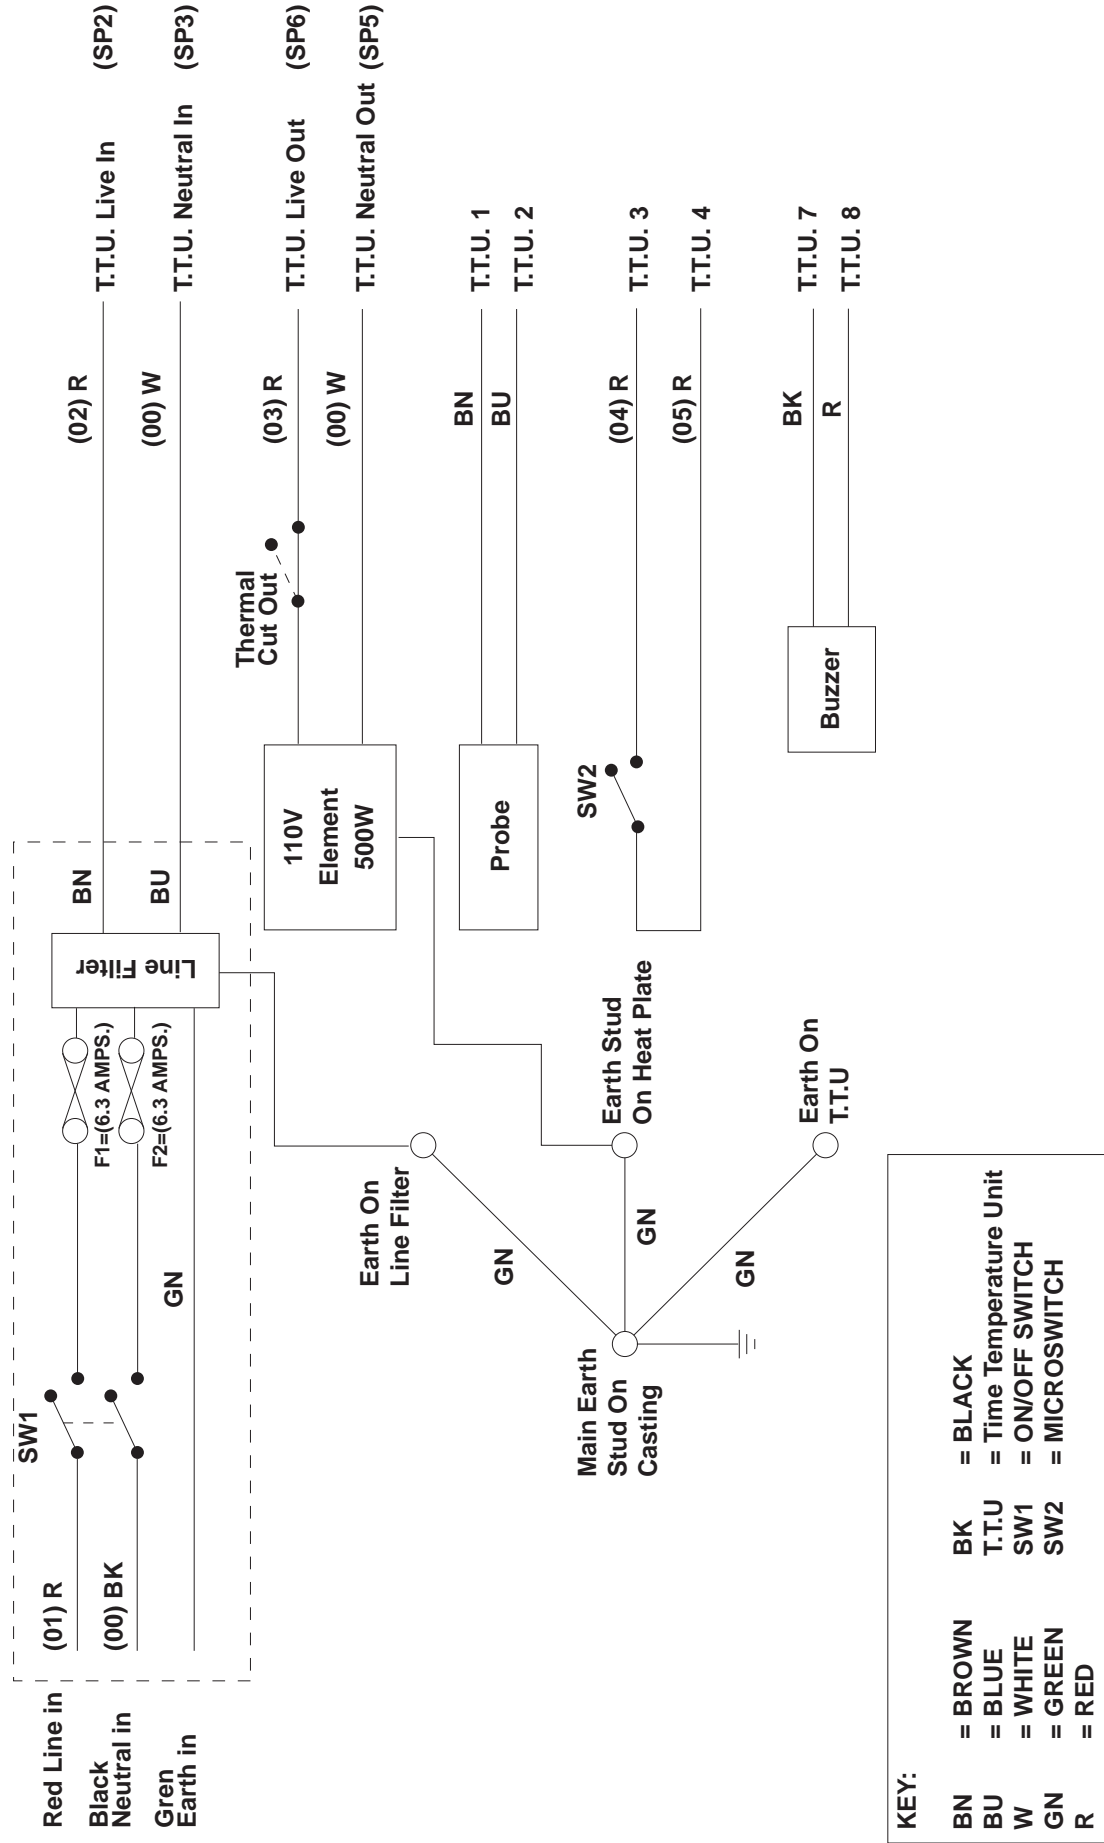 Red Line in
Black
Neutral in
Gren
Earth in
(01) R
(00) BK
GN
SW1
F1=(6.3 AMPS.)
F2=(6.3 AMPS.)
Line Filter
BN
BU
(02) R
(00) W
T.T.U. Live In (SP2)
T.T.U. Neutral In (SP3)
110V
Element
500W
Thermal
Cut Out
(03) R
(00) W
T.T.U. Live Out (SP6)
T.T.U. Neutral Out (SP5)
Probe
BN
BU
T.T.U. 1
T.T.U. 2
SW2
(04) R
(05) R
T.T.U. 3
T.T.U. 4
Buzzer
BK
R
T.T.U. 7
T.T.U. 8
Earth On
Line Filter
GN
Earth Stud
On Heat Plate
GN
Earth On
T.T.U
GN
Main Earth
Stud On
Casting
KEY:
BN = BROWN BK = BLACK
BU = BLUE T.T.U = Time Temperature Unit
W = WHITE SW1 = ON/OFF SWITCH
GN = GREEN SW2 = MICROSWITCH
R = RED